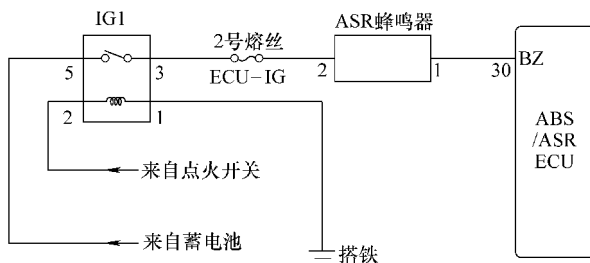 IG1
2号熔丝
ECU-IG
ASR蜂鸣器
5
3
2
1
2
1
30
BZ
ABS
/ASR
ECU
来自点火开关
来自蓄电池
搭铁